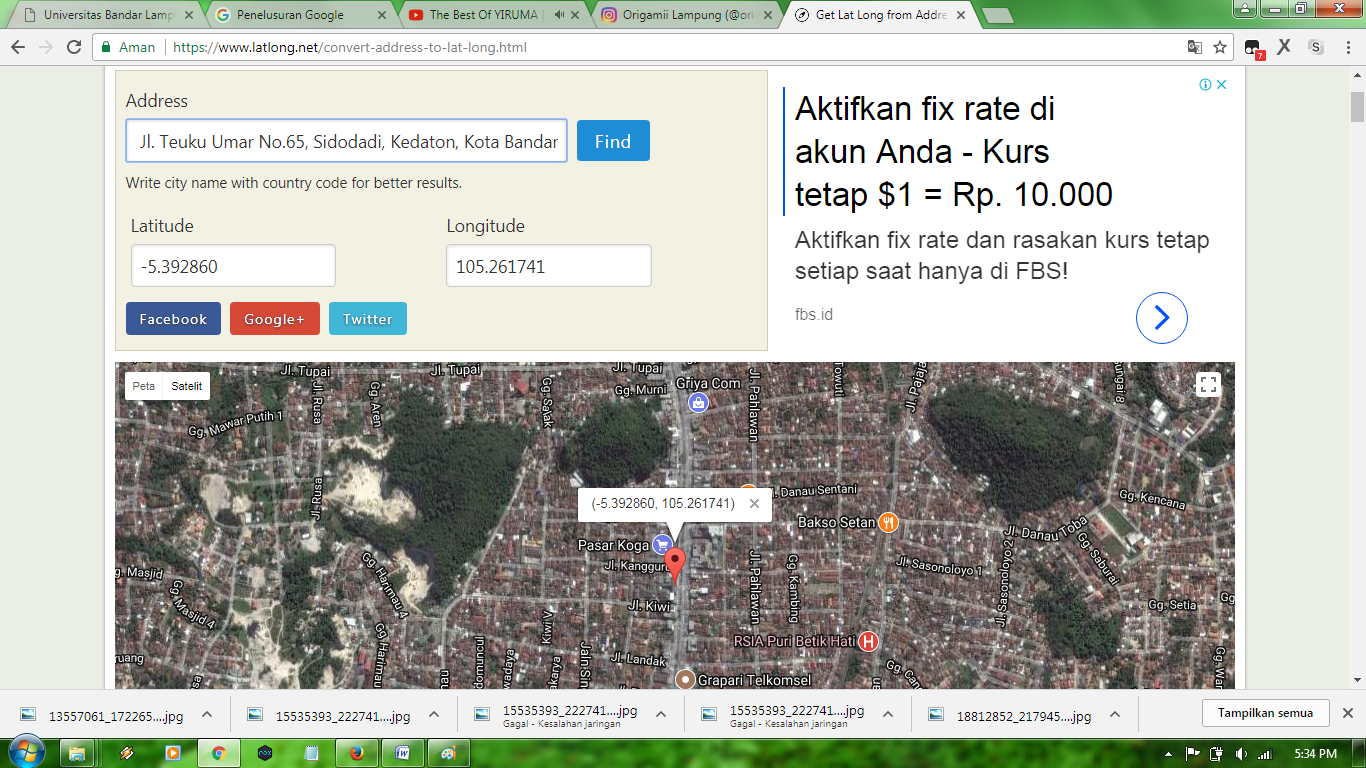 Universitas Bandar Lamp
Penelusuran Google
The Best Of YIRUMA |
Origamii Lampung (@ori
Get Lat Long from Addre
Aman
https://www.latlong.net/convert-address-to-lat-long.html
7
Address
Jl. Teuku Umar No.65, Sidodadi, Kedaton, Kota Bandar
Find
Write city name with country code for better results.
Latitude
Longitude
-5.392860
105.261741
Facebook
Google+
Twitter
Aktifkan fix rate di
akun Anda - Kurs
tetap $1 = Rp. 10.000
Aktifkan fix rate dan rasakan kurs tetap
setiap saat hanya di FBS!
fbs.id
Peta
Satelit
Jl. Tupai
Jl. Tupai
Jl. Tupai
Griya Com
Gg. Murni
Jl. Rusa
Gg. Aren
Gg. Salak
Jl. Pahlawan
Gg. Mawar Putih 1
Jl. Rusa
Jl. Danau Sentani
Gg. Kencana
(-5.392860, 105.261741)
Bakso Setan
Jl. Danau Toba
Pasar Koga
Jl. Kangguru
Gg. Saburai
g. Masjid
Gg. Harimau 4
Jl. Pahlawan
Gg. Kambing
Jl. Sasonoloyo 1
Jl. Sasonoloyo 2
Gg. Masjid 4
Jl. Kiwi
Gg. Setia
Kiwi V
RSIA Puri Betik Hati
H
ruang
Jl. Landak
Grapari Telkomsel
13557061_172265....jpg
15535393_222741....jpg
15535393_222741....jpg
Gagal - Kesalahan jaringan
15535393_222741....jpg
Gagal - Kesalahan jaringan
18812852_217945....jpg
Tampilkan semua
5:34 PM